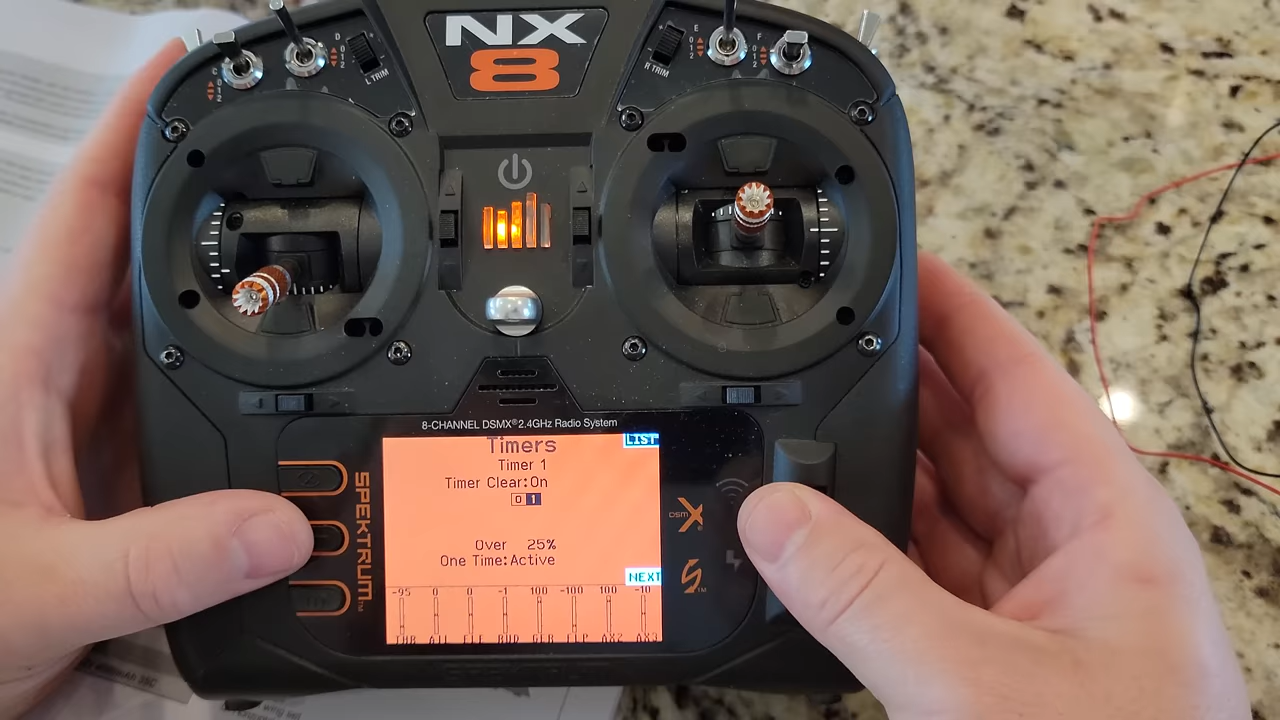 NX
8
C
0
1
2
D
0
1
2
L TRIM
R TRIM
E
0
1
2
F
0
1
2
8-CHANNEL DSMX® 2.4GHz Radio System
SPEKTRUM™
Timers
LIST
Timer 1
Timer Clear:On
0 1
Over 25%
One Time:Active
NEXT
-95 0 0 -1 100 -100 100 -10
THR AIL ELE RUD GER FLP AX2 AX3
DSMX®